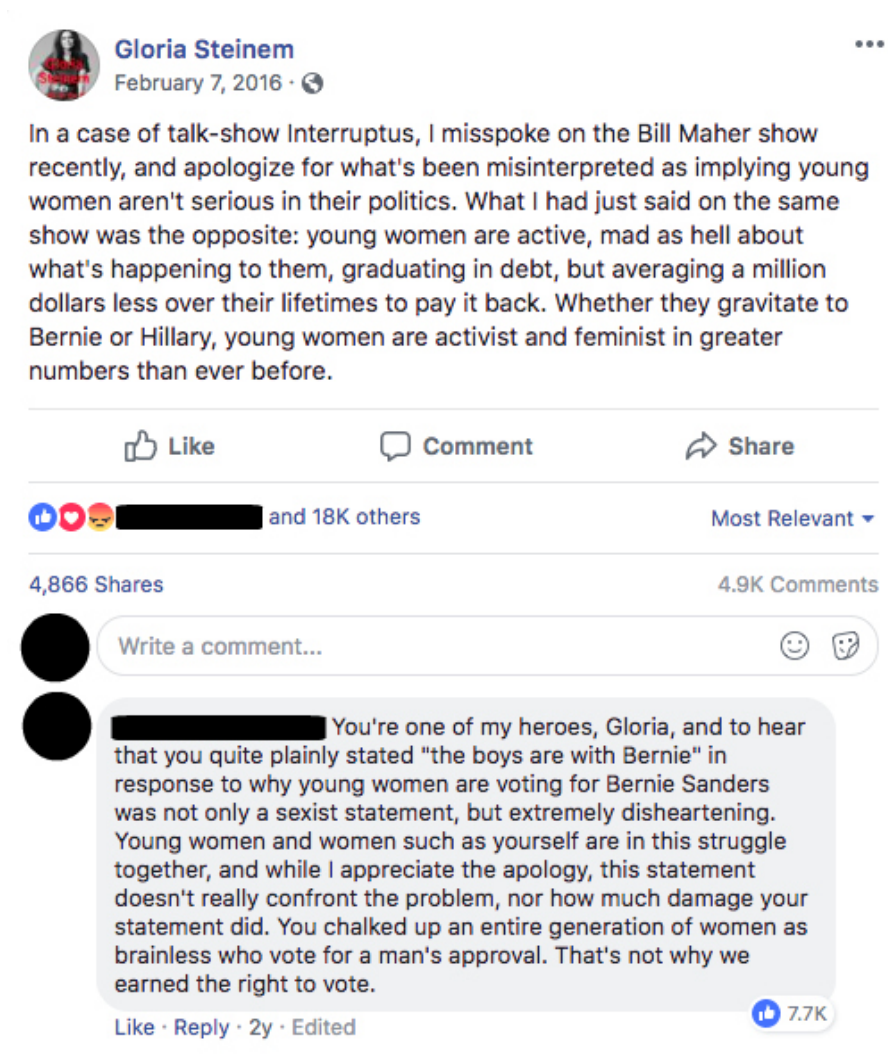 Gloria Steinem
February 7, 2016 ·
In a case of talk-show Interruptus, I misspoke on the Bill Maher show
recently, and apologize for what's been misinterpreted as implying young
women aren't serious in their politics. What I had just said on the same
show was the opposite: young women are active, mad as hell about
what's happening to them, graduating in debt, but averaging a million
dollars less over their lifetimes to pay it back. Whether they gravitate to
Bernie or Hillary, young women are activist and feminist in greater
numbers than ever before.
Like Comment Share
and 18K others Most Relevant
4,866 Shares 4.9K Comments
Write a comment...
You're one of my heroes, Gloria, and to hear
that you quite plainly stated "the boys are with Bernie" in
response to why young women are voting for Bernie Sanders
was not only a sexist statement, but extremely disheartening.
Young women and women such as yourself are in this struggle
together, and while I appreciate the apology, this statement
doesn't really confront the problem, nor how much damage your
statement did. You chalked up an entire generation of women as
brainless who vote for a man's approval. That's not why we
earned the right to vote.
7.7K
Like · Reply · 2y · Edited